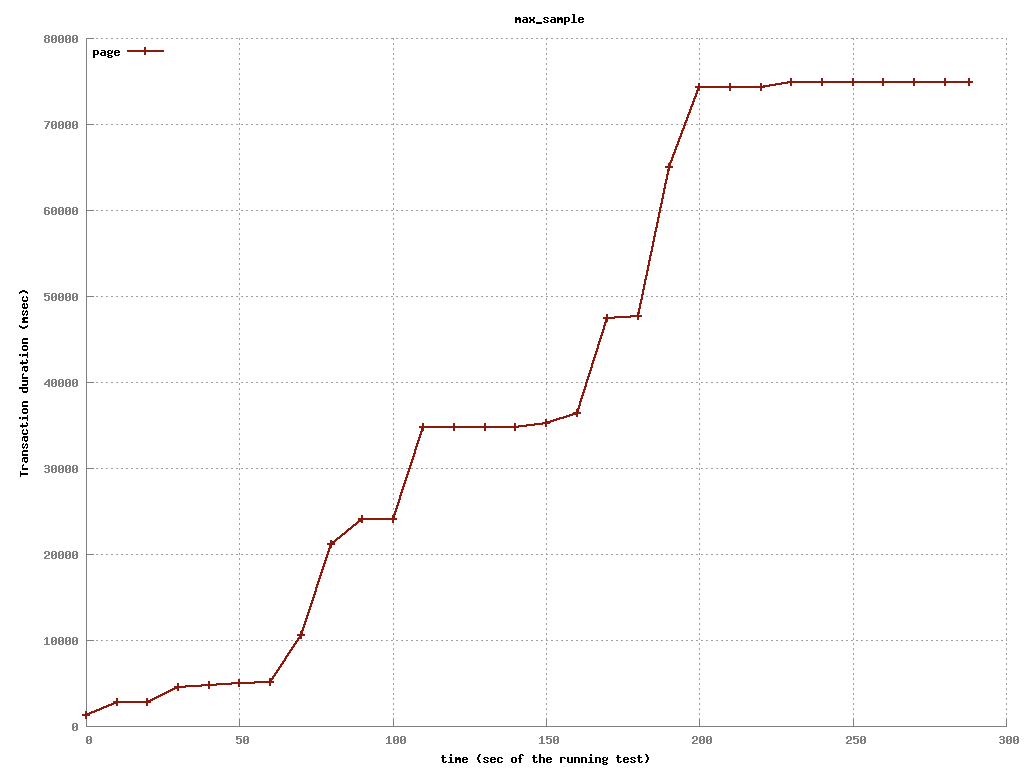 max_sample
page
80000
70000
60000
50000
40000
30000
20000
10000
0
Transaction duration (msec)
0 50 100 150 200 250 300
time (sec of the running test)